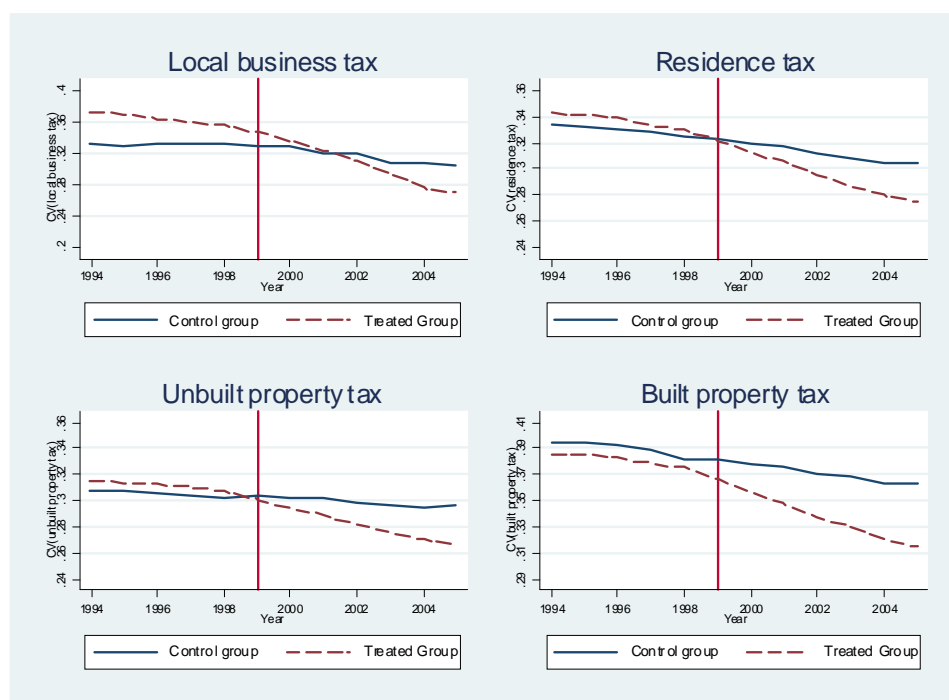 Local business tax
CV(local business tax)
.4
.36
.32
.28
.24
.2
1994 1996 1998 2000 2002 2004
Year
Control group Treated Group
Residence tax
CV(residence tax)
.36
.34
.32
.3
.28
.26
.24
1994 1996 1998 2000 2002 2004
Year
Control group Treated Group
Unbuilt property tax
CV(unbuilt property tax)
.36
.34
.32
.3
.28
.26
.24
1994 1996 1998 2000 2002 2004
Year
Control group Treated Group
Built property tax
CV(built property tax)
.41
.39
.37
.35
.33
.31
.29
1994 1996 1998 2000 2002 2004
Year
Control group Treated Group